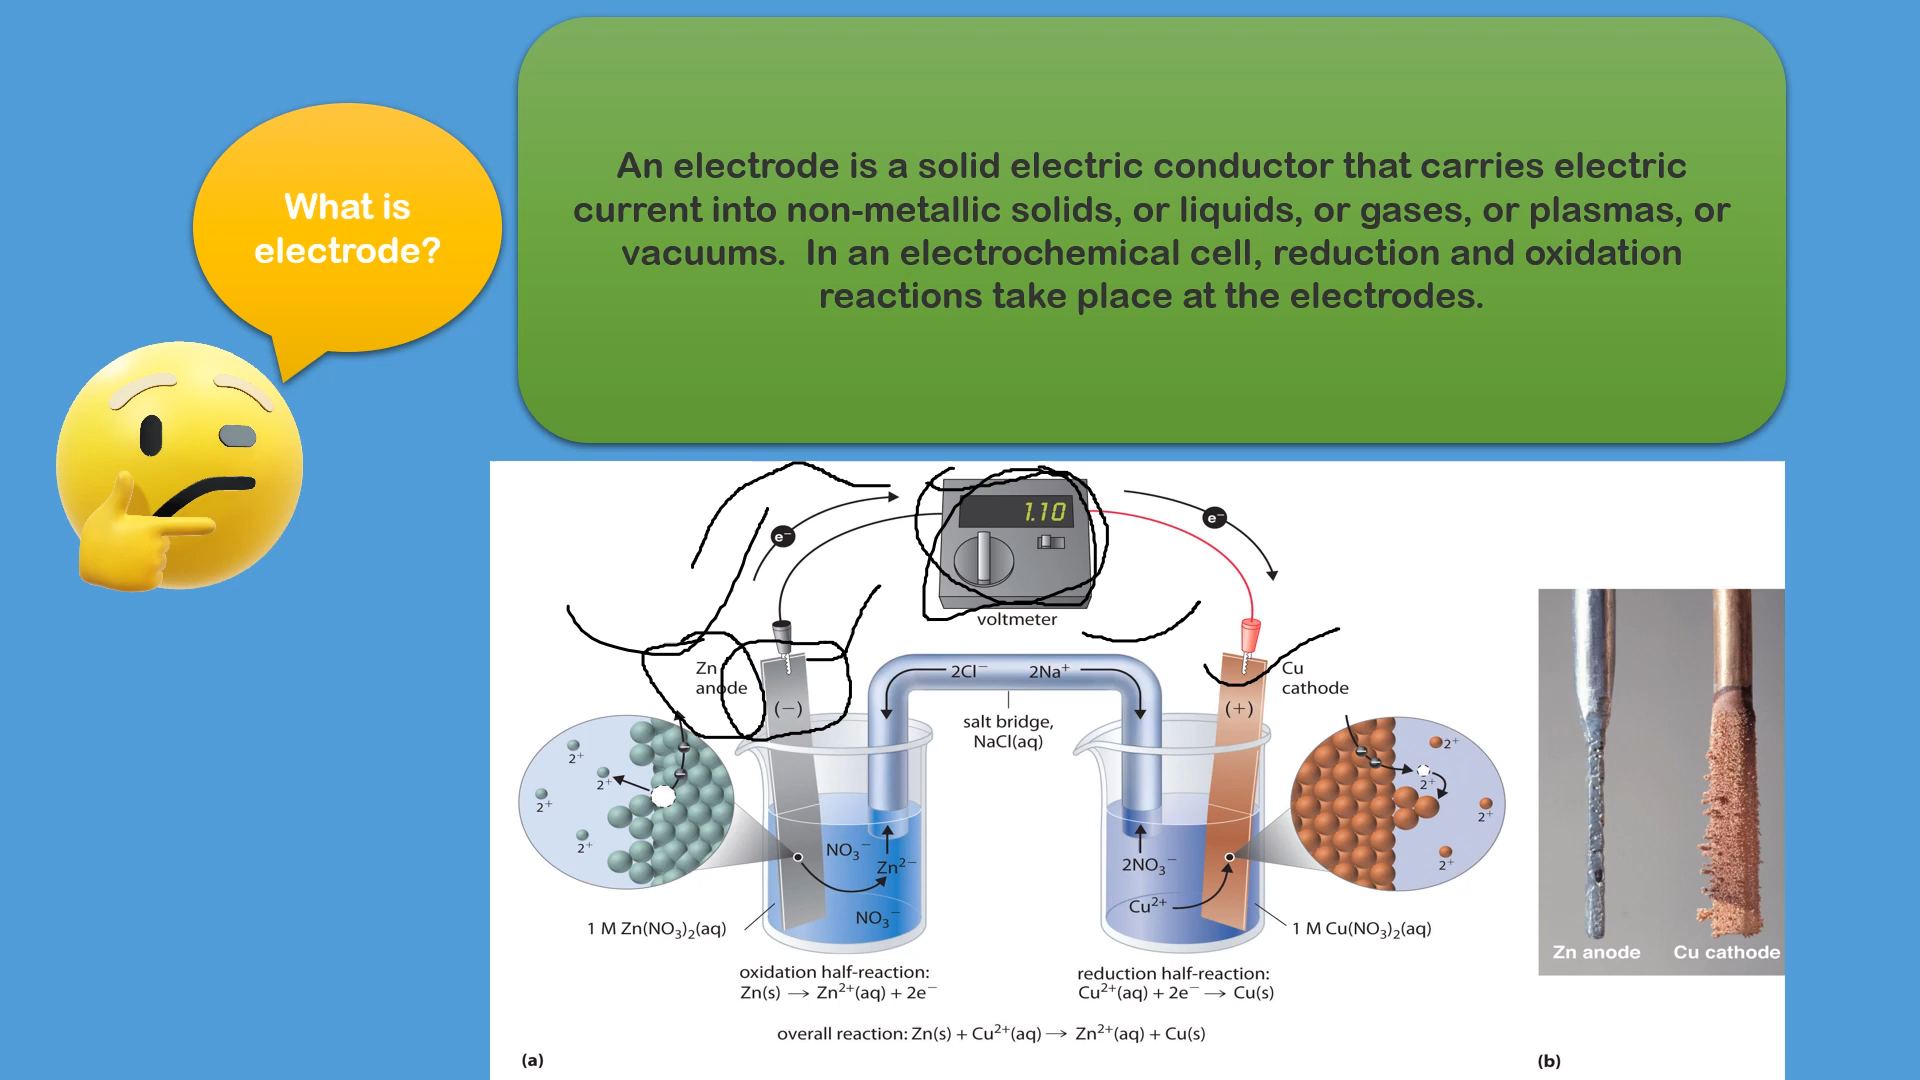 What is
electrode?
An electrode is a solid electric conductor that carries electric
current into non-metallic solids, or liquids, or gases, or plasmas, or
vacuums.  In an electrochemical cell, reduction and oxidation
reactions take place at the electrodes.
1.10
e⁻
e⁻
voltmeter
Zn
anode
(−)
2Cl⁻
2Na⁺
salt bridge,
NaCl(aq)
(+)
Cu
cathode
2⁺
2⁺
2⁺
2⁺
NO₃⁻
Zn²⁻
NO₃⁻
2NO₃⁻
Cu²⁺
2⁺
2⁺
2⁺
2⁺
1 M Zn(NO₃)₂(aq)
1 M Cu(NO₃)₂(aq)
oxidation half-reaction:
Zn(s) → Zn²⁺(aq) + 2e⁻
reduction half-reaction:
Cu²⁺(aq) + 2e⁻ → Cu(s)
overall reaction: Zn(s) + Cu²⁺(aq) → Zn²⁺(aq) + Cu(s)
(a)
Zn anode
Cu cathode
(b)